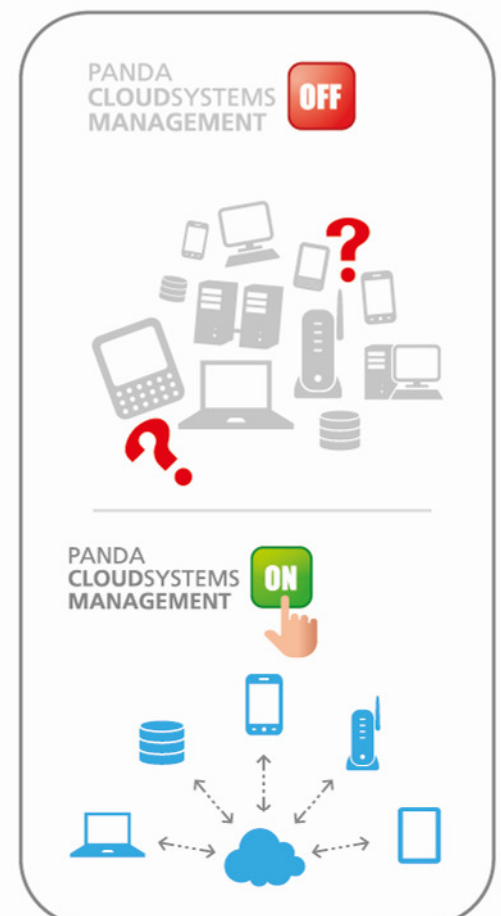 PANDA
CLOUDSYSTEMS
MANAGEMENT
OFF
?
?
PANDA
CLOUDSYSTEMS
MANAGEMENT
ON